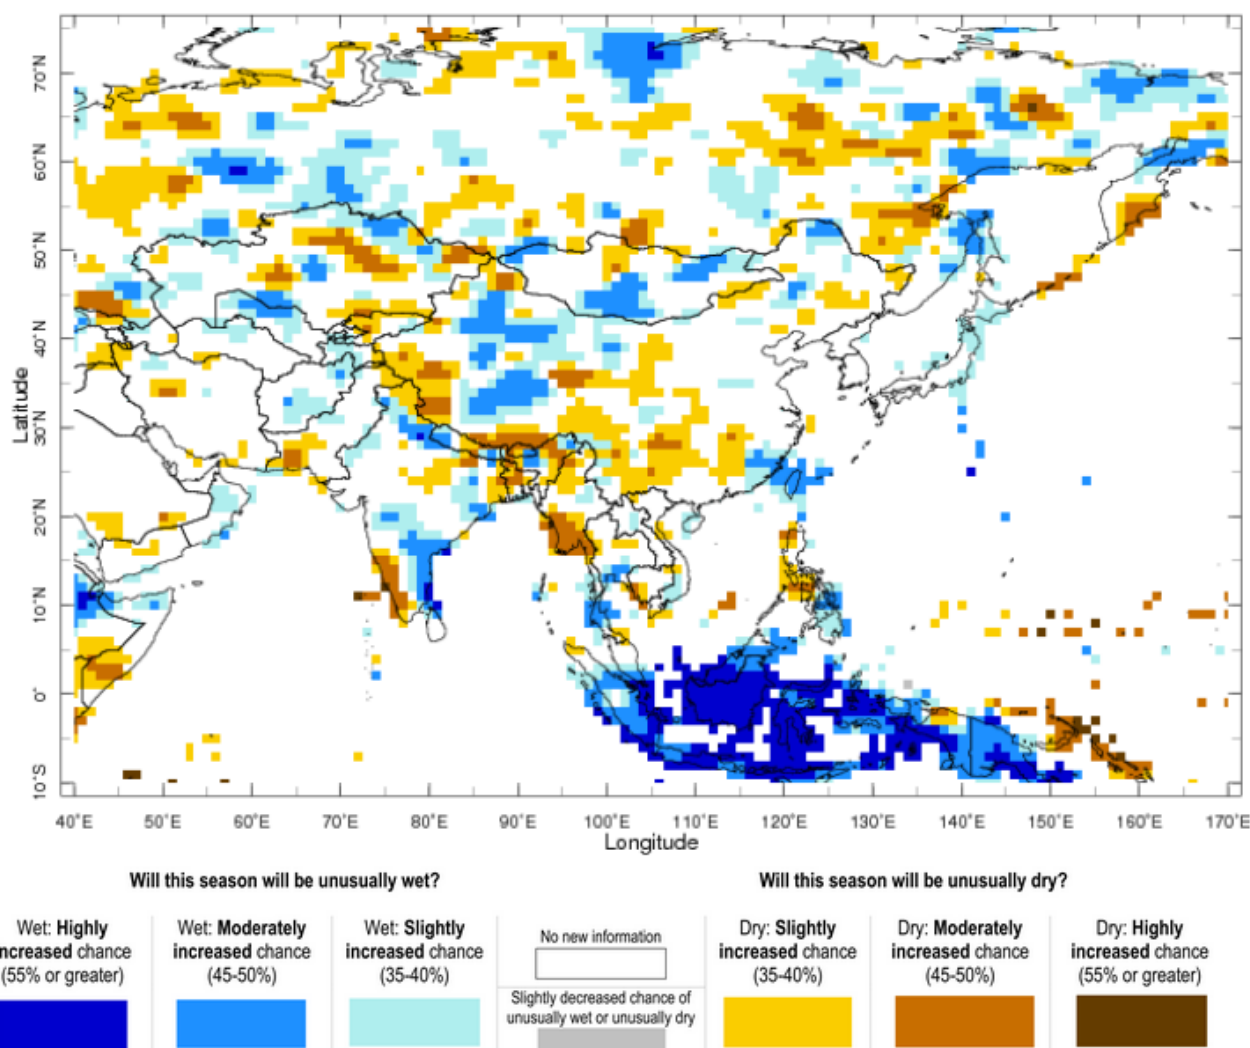 70°N
60°N
50°N
40°N
30°N
20°N
10°N
0°
10°S
Latitude
40°E 50°E 60°E 70°E 80°E 90°E 100°E 110°E 120°E 130°E 140°E 150°E 160°E 170°E
Longitude
Will this season will be unusually wet?
Will this season will be unusually dry?
Wet: Highly
increased chance
(55% or greater)
Wet: Moderately
increased chance
(45-50%)
Wet: Slightly
increased chance
(35-40%)
No new information
Slightly decreased chance of
unusually wet or unusually dry
Dry: Slightly
increased chance
(35-40%)
Dry: Moderately
increased chance
(45-50%)
Dry: Highly
increased chance
(55% or greater)